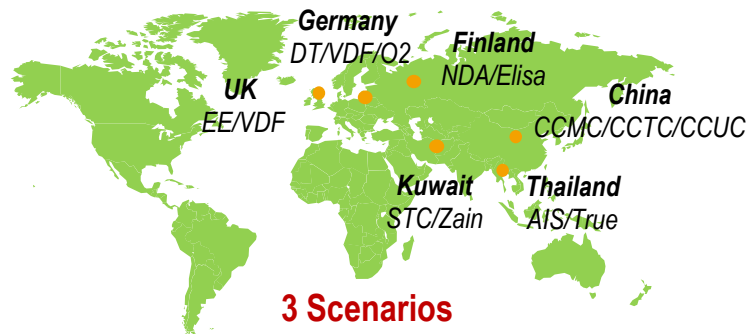 Germany
DT/VDF/O2
Finland
NDA/Elisa
UK
EE/VDF
China
CCMC/CCTC/CCUC
Kuwait
STC/Zain
Thailand
AIS/True
3 Scenarios